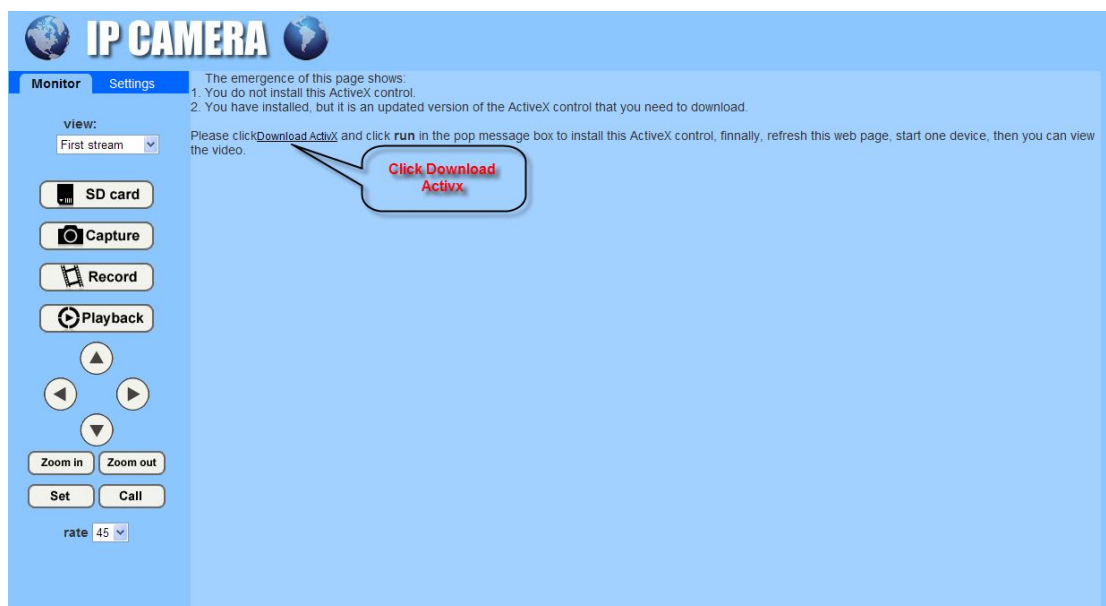 IP CAMERA
Monitor Settings
The emergence of this page shows:
1. You do not install this ActiveX control.
2. You have installed, but it is an updated version of the ActiveX control that you need to download.
Please clickDownload ActivX and click run in the pop message box to install this ActiveX control, finnally, refresh this web page, start one device, then you can view
the video.
Click Download
Activx
view:
First stream
SD card
Capture
Record
Playback
Zoom in Zoom out
Set Call
rate 45